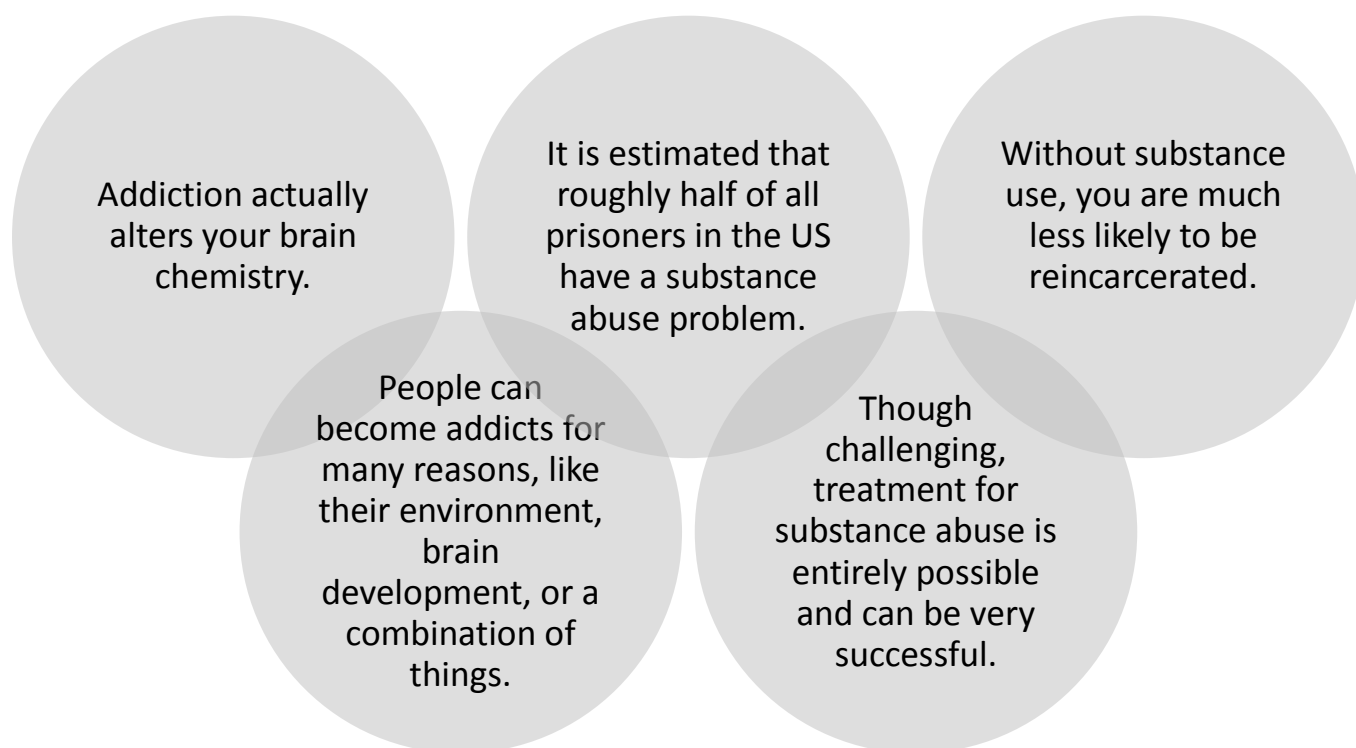 Addiction actually
alters your brain
chemistry.
People can
become addicts for
many reasons, like
their environment,
brain
development, or a
combination of
things.
It is estimated that
roughly half of all
prisoners in the US
have a substance
abuse problem.
Though
challenging,
treatment for
substance abuse is
entirely possible
and can be very
successful.
Without substance
use, you are much
less likely to be
reincarcerated.